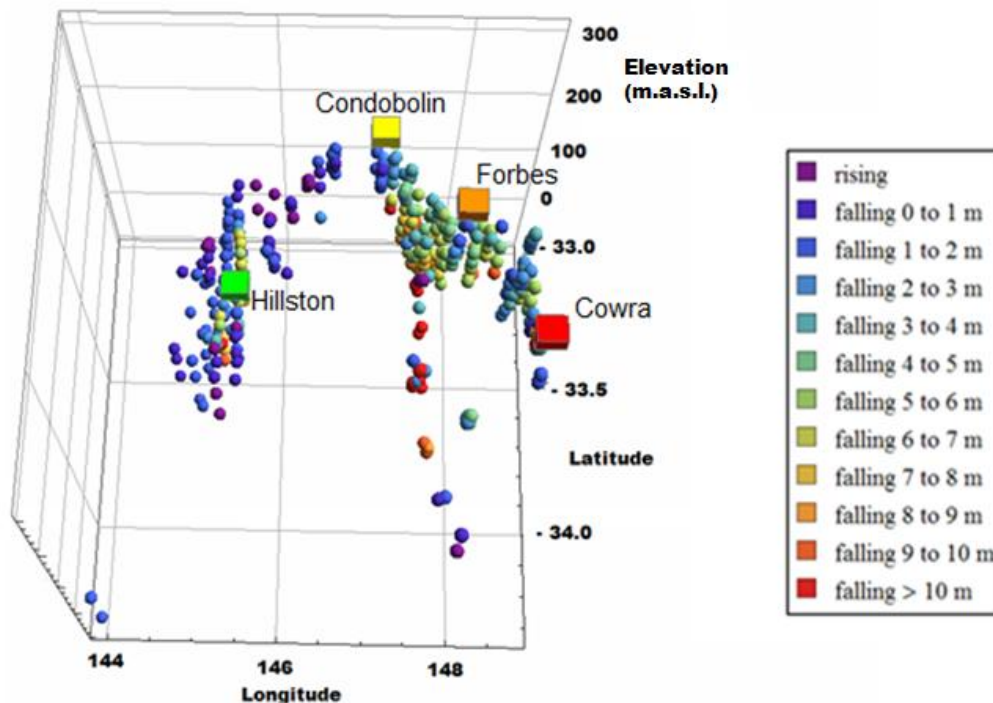 300
Elevation
(m.a.s.l.)
200
Condobolin
100
Forbes
0
- 33.0
Hillston
Cowra
- 33.5
Latitude
- 34.0
144
146
148
Longitude
rising
falling 0 to 1 m
falling 1 to 2 m
falling 2 to 3 m
falling 3 to 4 m
falling 4 to 5 m
falling 5 to 6 m
falling 6 to 7 m
falling 7 to 8 m
falling 8 to 9 m
falling 9 to 10 m
falling > 10 m